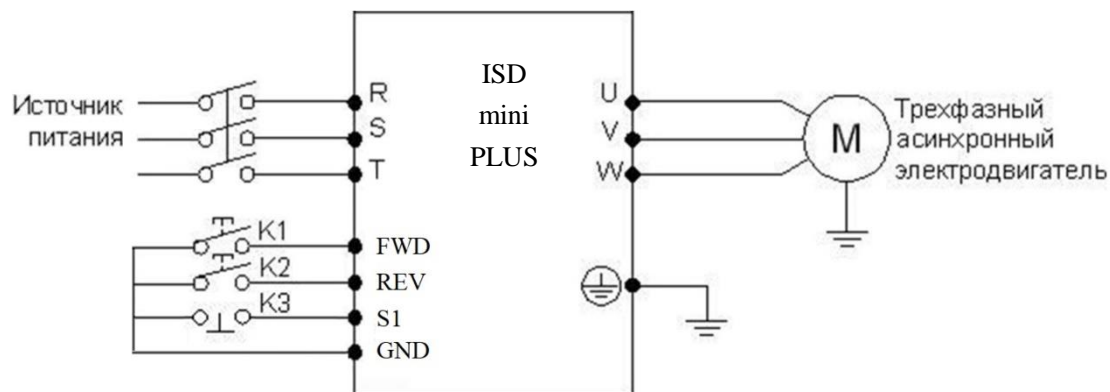 ISD
mini
PLUS
Источник
питания
R
S
T
U
V
W
M
Трехфазный
асинхронный
электродвигатель
K1
FWD
K2
REV
K3
S1
GND